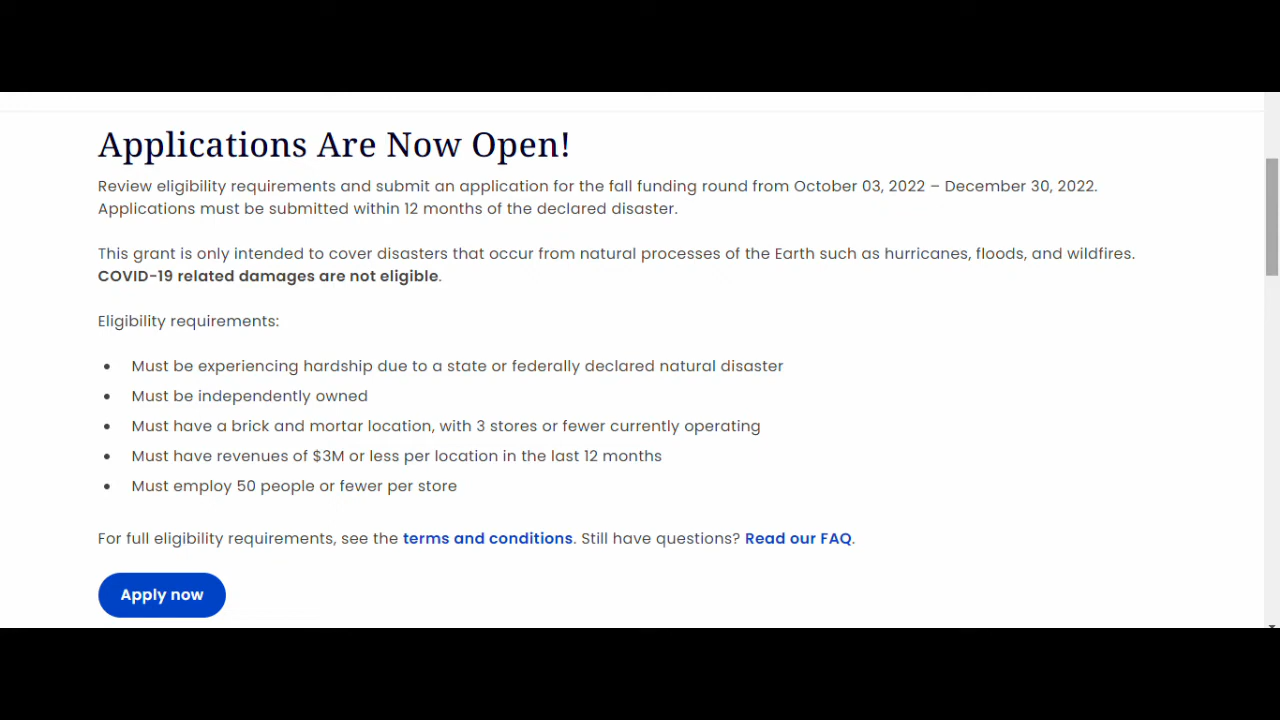 Applications Are Now Open!
Review eligibility requirements and submit an application for the fall funding round from October 03, 2022 – December 30, 2022.
Applications must be submitted within 12 months of the declared disaster.
This grant is only intended to cover disasters that occur from natural processes of the Earth such as hurricanes, floods, and wildfires.
COVID-19 related damages are not eligible.
Eligibility requirements:
• Must be experiencing hardship due to a state or federally declared natural disaster
• Must be independently owned
• Must have a brick and mortar location, with 3 stores or fewer currently operating
• Must have revenues of $3M or less per location in the last 12 months
• Must employ 50 people or fewer per store
For full eligibility requirements, see the terms and conditions. Still have questions? Read our FAQ.
Apply now